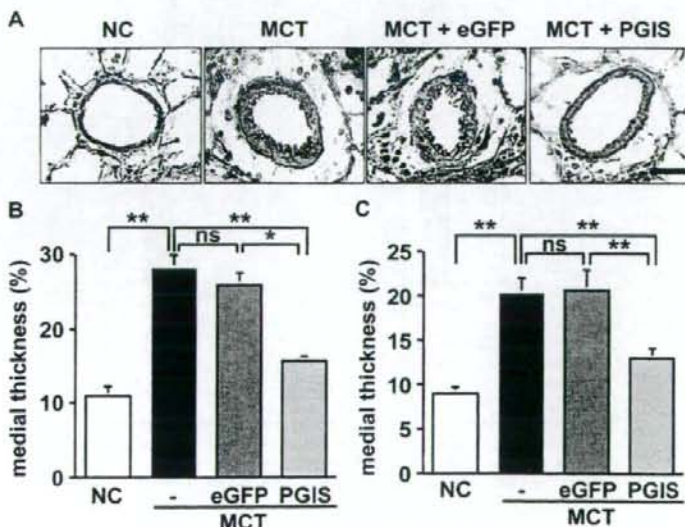 A
NC MCT MCT + eGFP MCT + PGIS
B
** **
ns *
medial thickness (%)
30
20
10
0
NC - eGFP PGIS
MCT
C
** **
ns **
medial thickness (%)
25
20
15
10
5
0
NC - eGFP PGIS
MCT